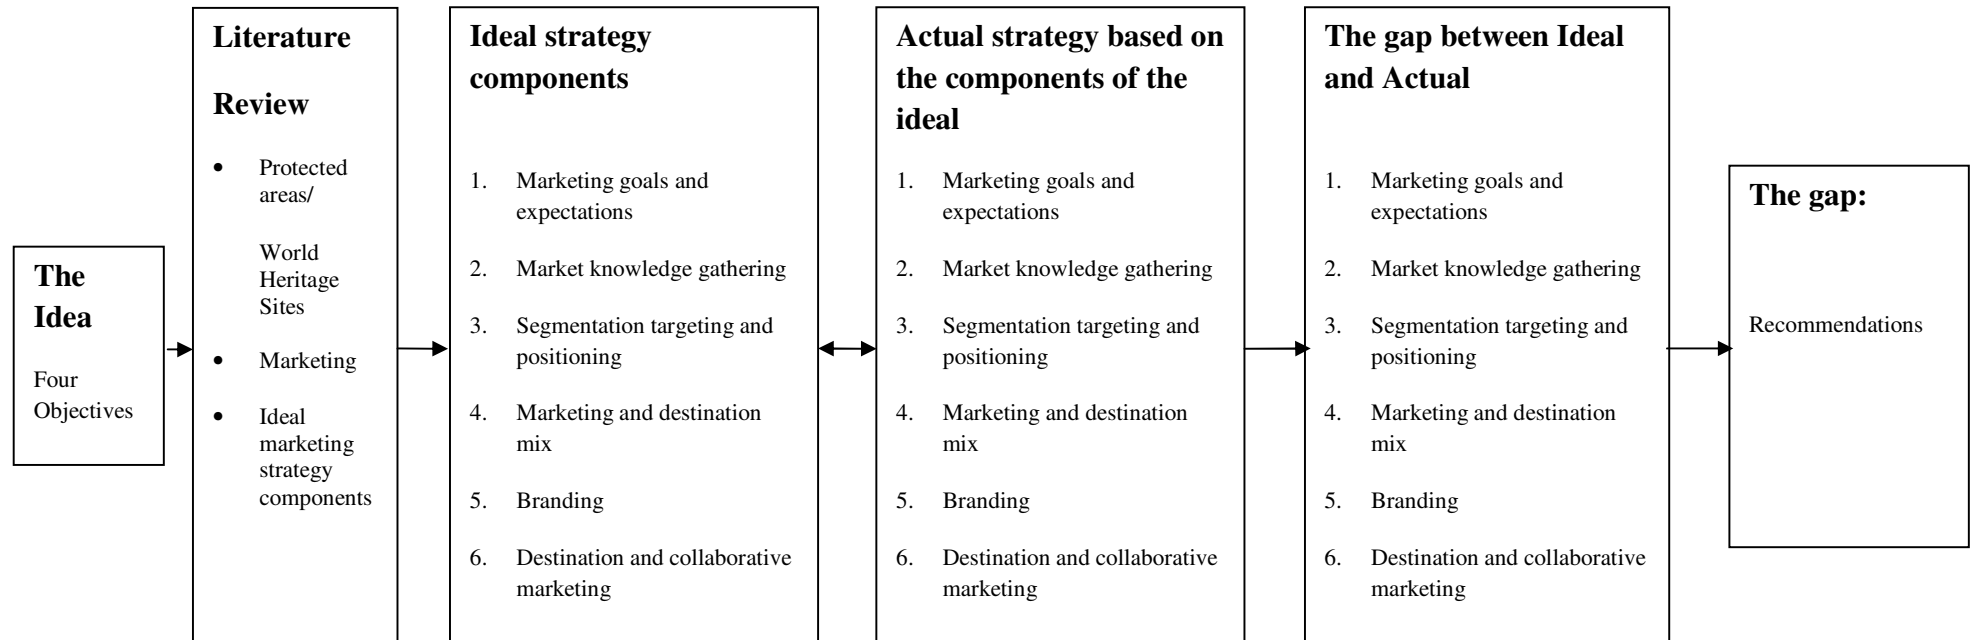 The
Idea
Four
Objectives
Literature
Review
• Protected
areas/
World
Heritage
Sites
• Marketing
• Ideal
marketing
strategy
components
Ideal strategy
components
1. Marketing goals and
expectations
2. Market knowledge gathering
3. Segmentation targeting and
positioning
4. Marketing and destination
mix
5. Branding
6. Destination and collaborative
marketing
Actual strategy based on
the components of the
ideal
1. Marketing goals and
expectations
2. Market knowledge gathering
3. Segmentation targeting and
positioning
4. Marketing and destination
mix
5. Branding
6. Destination and collaborative
marketing
The gap between Ideal
and Actual
1. Marketing goals and
expectations
2. Market knowledge gathering
3. Segmentation targeting and
positioning
4. Marketing and destination
mix
5. Branding
6. Destination and collaborative
marketing
The gap:
Recommendations